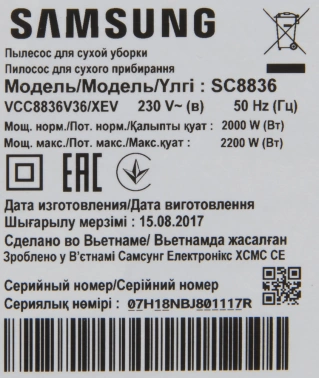 SAMSUNG
Пылесос для сухой уборки
Пилосос для сухого прибирання
Модель/Модель/Үлгі : SC8836
VCC8836V36/XEV 230 V~ (в) 50 Hz (Гц)
Мощ. норм./Пот. норм./Қалыпты қуат : 2000 W (Вт)
Мощ. макс./Пот. макс./Макс.қуат : 2200 W (Вт)
EAC
Дата изготовления/Дата виготовлення
Шығарылу мерзімі : 15.08.2017
Сделано во Вьетнаме/ Вьетнамда жасалған
Зроблено у В'єтнамі Самсунг Електронікс ХСМС СЕ
Серийный номер/Серійний номер
Сериялық нөмірі : 07H18NBJ801117R